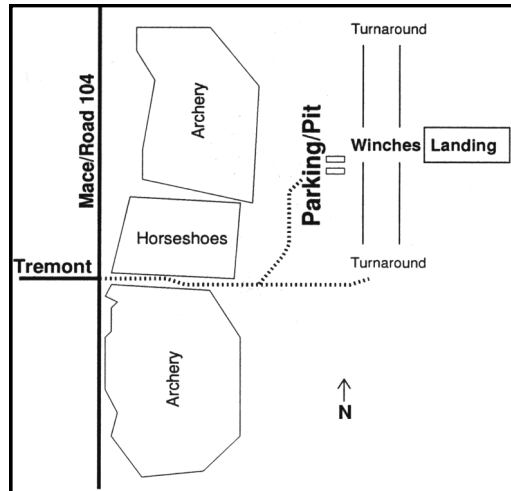 Turnaround
Archery
Mace/Road 104
Parking/Pit
Winches
Landing
Horseshoes
Tremont
Turnaround
Archery
N